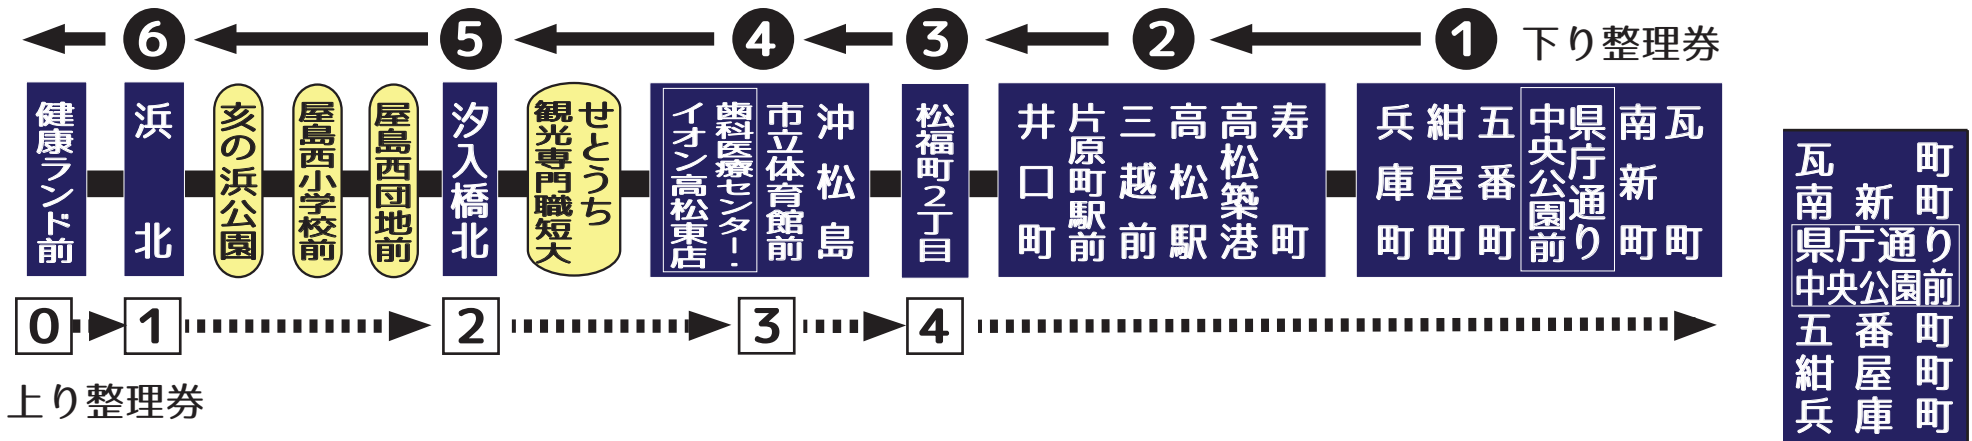 6
5
4
3
2
1
下り整理券
健康ランド前
浜北
亥の浜公園
屋島西小学校前
屋島西団地前
汐入橋北
せとうち
観光専門職短大
歯科医療センター・
イオン高松東店
市立体育館前
沖松島
松福町2丁目
井口町
片原町駅前
三越前
高松駅
高松築港
寿町
兵庫町
紺屋町
五番町
県庁通り
中央公園前
南新町
瓦町
0
1
2
3
4
上り整理券
瓦町
南新町
県庁通り
中央公園前
五番町
紺屋町
兵庫町